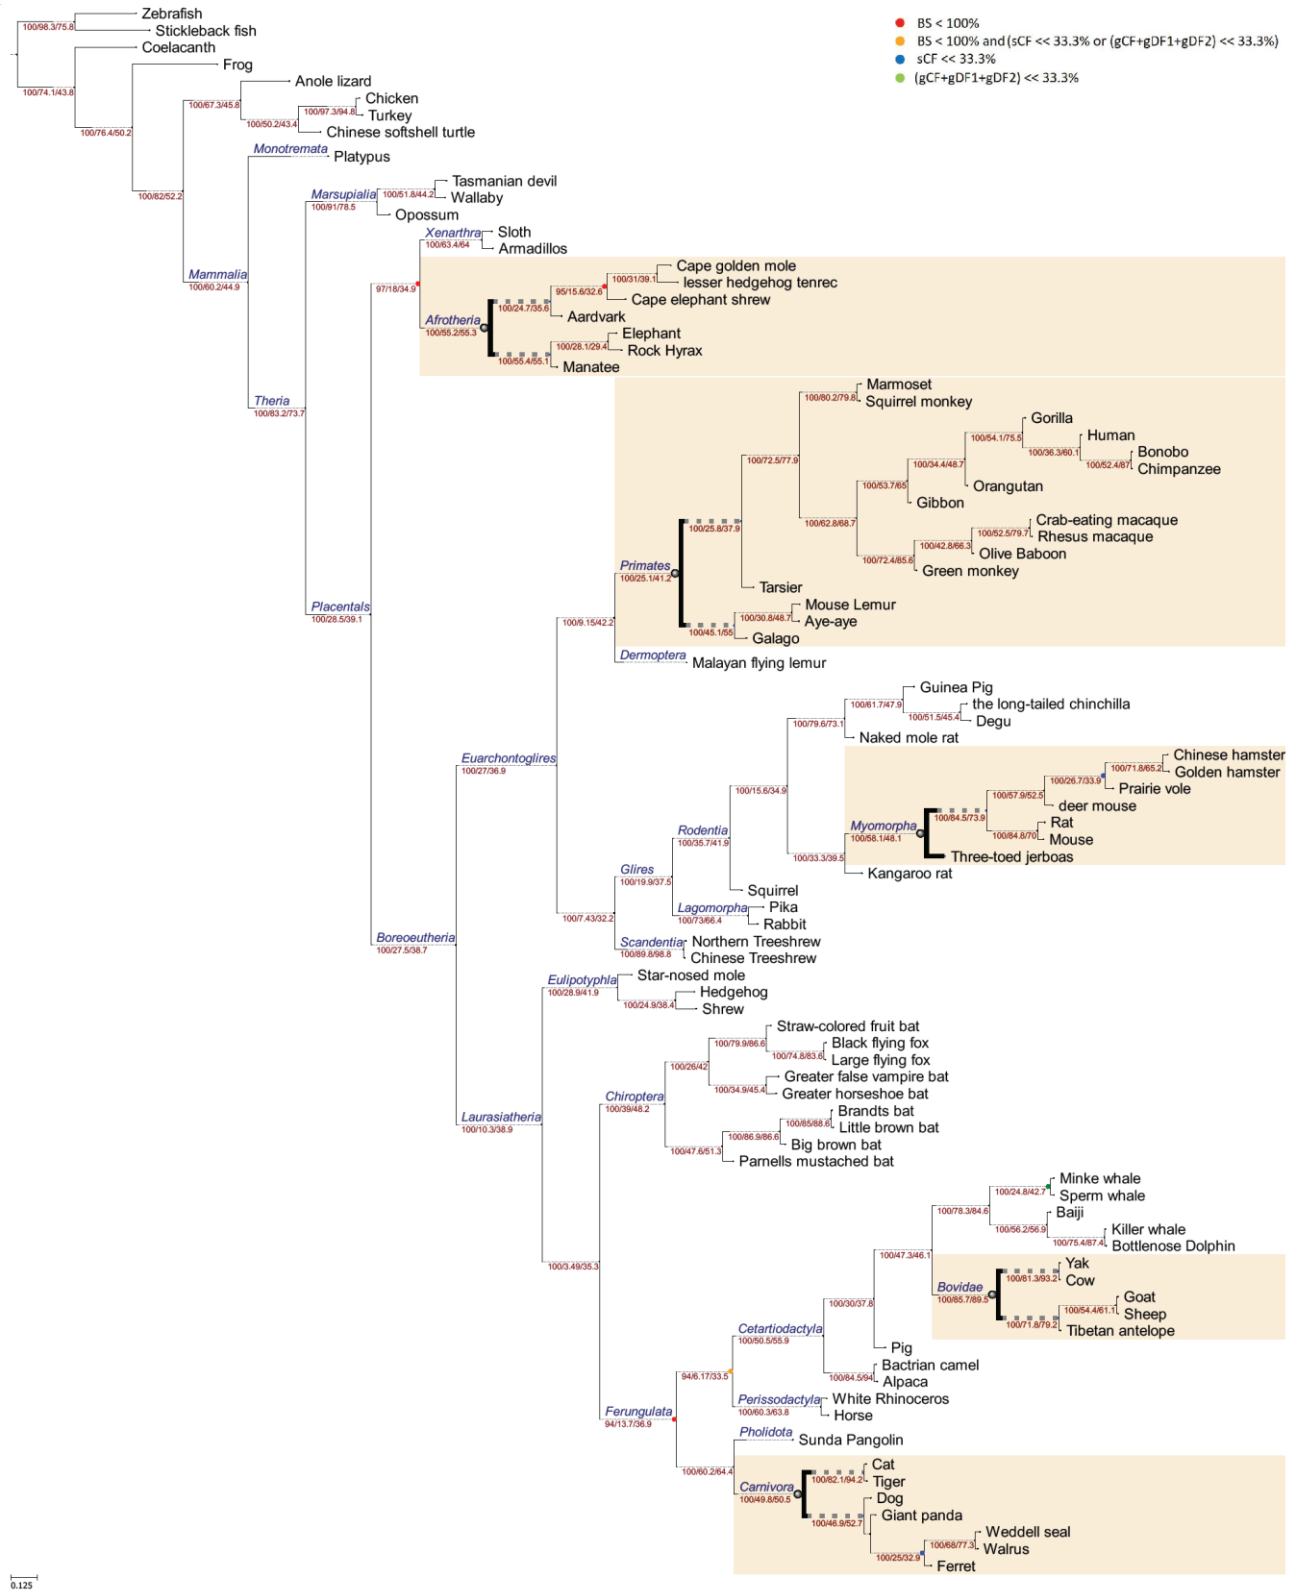 Zebrafish
100/98.3/75.8
Stickleback fish
Coelacanth
Frog
100/74.1/43.8
Anole lizard
100/67.3/45.8
Chicken
100/97.3/94.8
Turkey
100/50.2/43.4
Chinese softshell turtle
100/76.4/50.2
Monotremata
Platypus
100/82/52.2
Tasmanian devil
Marsupialia
100/51.8/44.2
Wallaby
100/91/78.5
Opossum
Xenarthra
Sloth
100/63.4/64
Armadillos
Mammalia
100/60.2/44.9
97/18/34.9
Cape golden mole
100/31/39.1
lesser hedgehog tenrec
95/15.6/32.6
Cape elephant shrew
100/24.7/35.6
Aardvark
Afrotheria
100/55.2/55.3
Elephant
100/28.1/29.4
Rock Hyrax
100/55.4/55.1
Manatee
Theria
100/83.2/73.7
Marmoset
100/80.2/79.8
Squirrel monkey
Gorilla
100/54.1/75.5
Human
100/36.3/60.1
Bonobo
100/52.4/87
Chimpanzee
100/72.5/77.9
100/34.4/48.7
Orangutan
100/53.7/65
Gibbon
100/62.8/68.7
Crab-eating macaque
100/52.5/79.7
Rhesus macaque
100/42.8/66.3
Olive Baboon
100/72.4/85.6
Green monkey
100/25.8/37.9
Primates
100/25.1/41.2
Tarsier
Mouse Lemur
100/30.8/48.7
Aye-aye
100/45.1/55
Galago
Placentals
100/28.5/39.1
100/9.15/42.2
Dermoptera
Malayan flying lemur
Guinea Pig
100/61.7/47.9
the long-tailed chinchilla
100/51.5/45.4
Degu
100/79.6/73.1
Naked mole rat
Euarchontoglires
100/27/36.9
Chinese hamster
100/71.8/65.2
Golden hamster
100/26.7/33.9
Prairie vole
100/57.9/52.5
deer mouse
100/84.5/73.9
Rat
100/84.8/70
Mouse
Myomorpha
100/58.1/48.1
Three-toed jerboas
100/15.6/34.9
100/33.3/39.5
Kangaroo rat
Rodentia
100/35.7/41.9
Squirrel
Glires
100/19.9/37.5
Lagomorpha
Pika
100/73/66.4
Rabbit
100/7.43/32.2
Scandentia
Northern Treeshrew
100/89.8/98.8
Chinese Treeshrew
Boreoeutheria
100/27.5/38.7
Eulipotyphla
Star-nosed mole
100/28.9/41.9
Hedgehog
100/24.9/38.4
Shrew
Straw-colored fruit bat
100/79.9/86.6
Black flying fox
100/74.8/83.6
Large flying fox
100/26/42
Greater false vampire bat
100/34.9/45.4
Greater horseshoe bat
Chiroptera
100/39/48.2
Brandts bat
100/85/88.6
Little brown bat
100/86.9/86.6
Big brown bat
100/47.6/51.3
Parnells mustached bat
Laurasiatheria
100/10.3/38.9
Minke whale
100/24.8/42.7
Sperm whale
100/78.3/84.6
Baiji
100/56.2/56.9
Killer whale
100/75.4/87.4
Bottlenose Dolphin
100/47.3/46.1
100/3.49/35.3
Yak
100/81.3/93.2
Cow
Bovidae
100/85.7/89.5
Goat
100/54.4/61.1
Sheep
100/71.8/79.2
Tibetan antelope
100/30/37.8
Pig
Cetartiodactyla
100/50.5/55.9
Bactrian camel
100/84.5/94
Alpaca
94/6.17/33.5
Perissodactyla
White Rhinoceros
100/60.3/63.8
Horse
Ferungulata
94/13.7/36.9
Pholidota
Sunda Pangolin
100/60.2/64.4
Cat
100/82.1/94.2
Tiger
Carnivora
100/49.8/50.5
Dog
100/46.9/52.7
Giant panda
Weddell seal
100/68/77.3
Walrus
100/25/32.9
Ferret
BS < 100%
BS < 100% and (sCF << 33.3% or (gCF+gDF1+gDF2) << 33.3%)
sCF << 33.3%
(gCF+gDF1+gDF2) << 33.3%
0.125